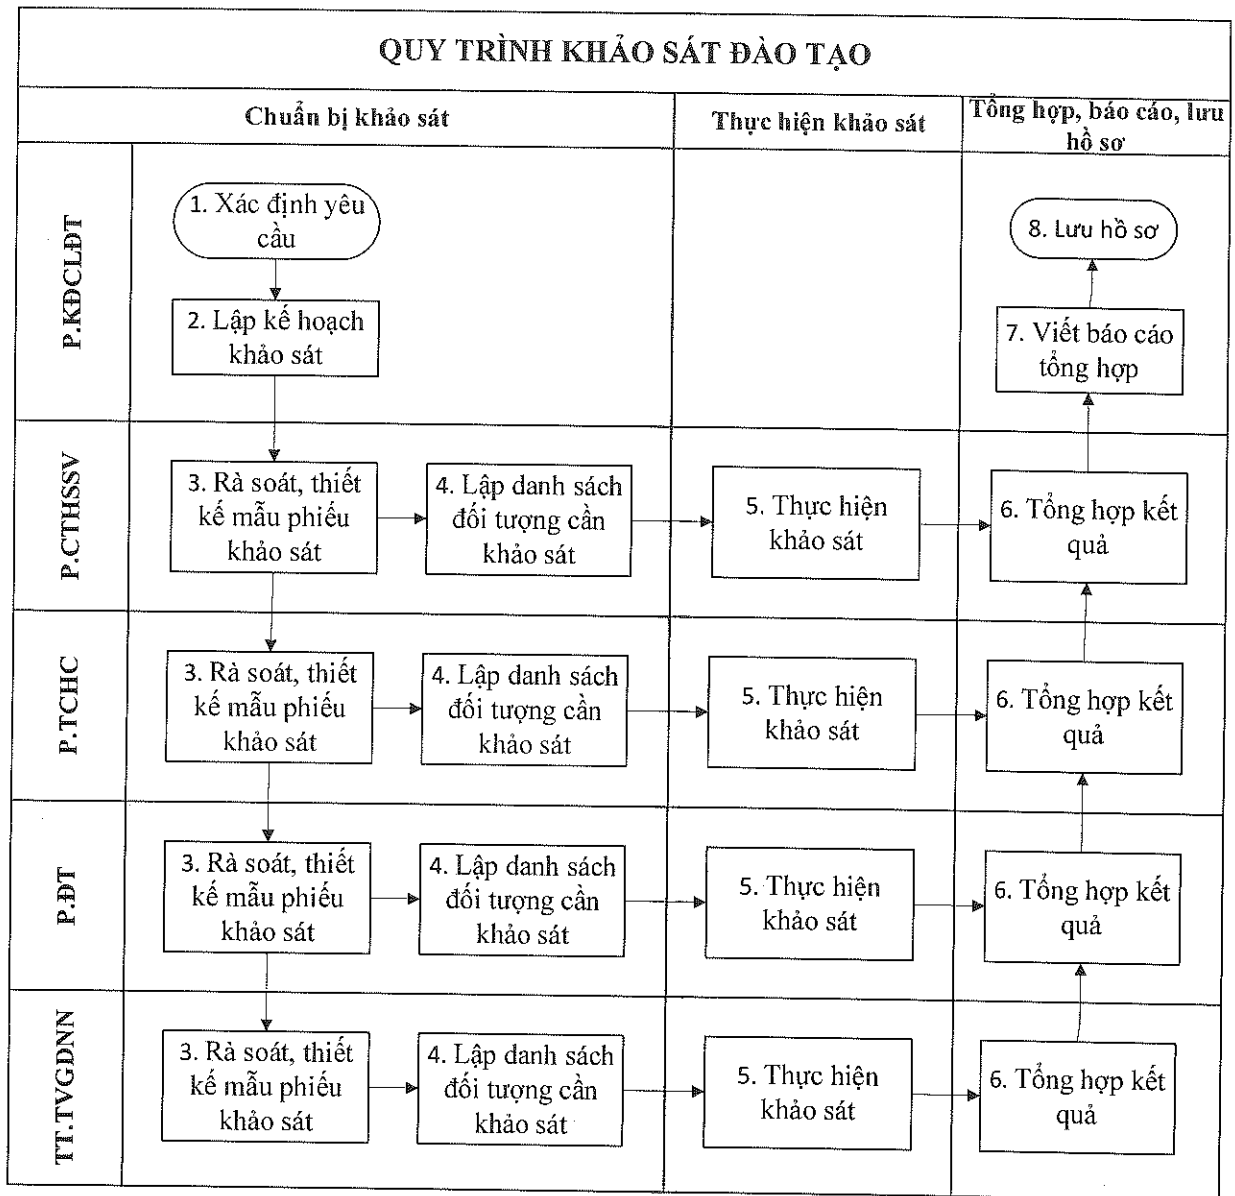 QUY TRÌNH KHẢO SÁT ĐÀO TẠO
Chuẩn bị khảo sát
Thực hiện khảo sát
Tổng hợp, báo cáo, lưu
hồ sơ
P.KĐCLĐT
1. Xác định yêu
cầu
2. Lập kế hoạch
khảo sát
8. Lưu hồ sơ
7. Viết báo cáo
tổng hợp
P.CTHSSV
3. Rà soát, thiết
kế mẫu phiếu
khảo sát
4. Lập danh sách
đối tượng cần
khảo sát
5. Thực hiện
khảo sát
6. Tổng hợp kết
quả
P.TCHC
3. Rà soát, thiết
kế mẫu phiếu
khảo sát
4. Lập danh sách
đối tượng cần
khảo sát
5. Thực hiện
khảo sát
6. Tổng hợp kết
quả
P.ĐT
3. Rà soát, thiết
kế mẫu phiếu
khảo sát
4. Lập danh sách
đối tượng cần
khảo sát
5. Thực hiện
khảo sát
6. Tổng hợp kết
quả
TT.TVGDNN
3. Rà soát, thiết
kế mẫu phiếu
khảo sát
4. Lập danh sách
đối tượng cần
khảo sát
5. Thực hiện
khảo sát
6. Tổng hợp kết
quả